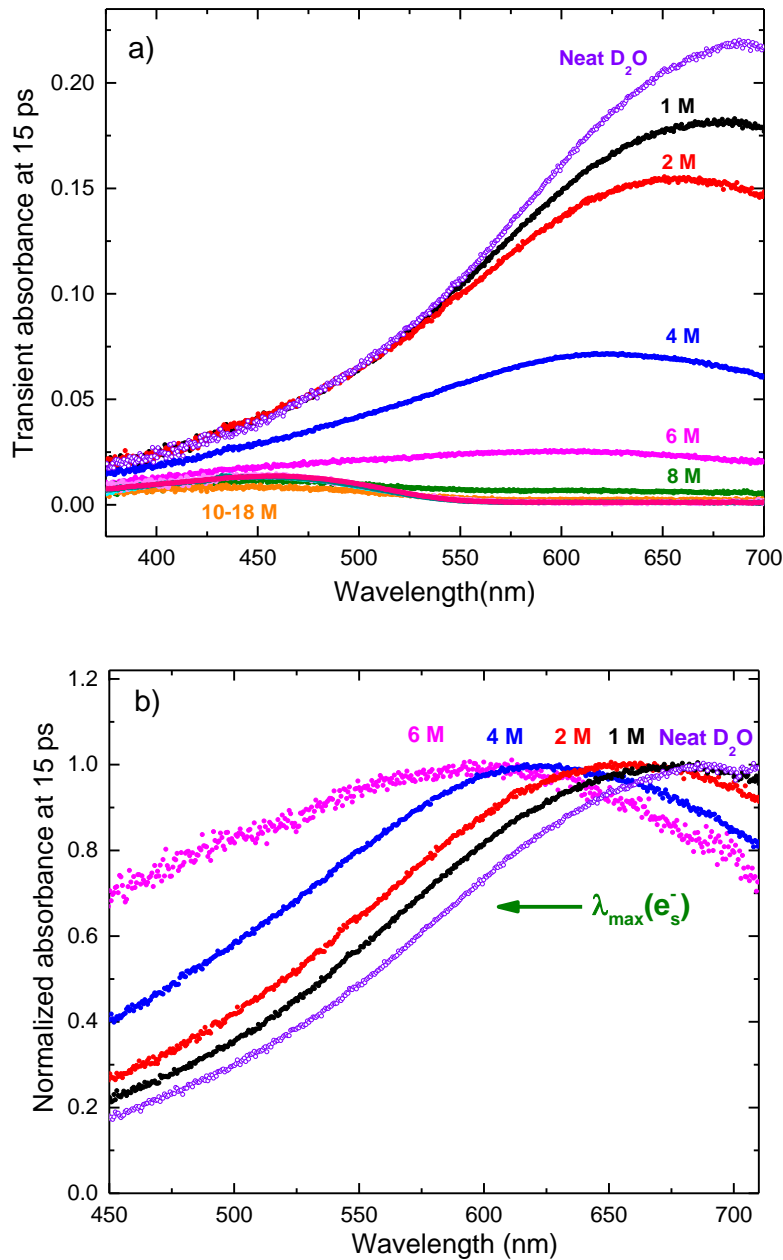 a)
Neat D₂O
1 M
2 M
4 M
6 M
8 M
10-18 M
0.20
0.15
0.10
0.05
0.00
Transient absorbance at 15 ps
400 450 500 550 600 650 700
Wavelength(nm)
b)
6 M 4 M 2 M 1 M Neat D₂O
λmax(e⁻s)
1.2
1.0
0.8
0.6
0.4
0.2
0.0
Normalized absorbance at 15 ps
450 500 550 600 650 700
Wavelength (nm)